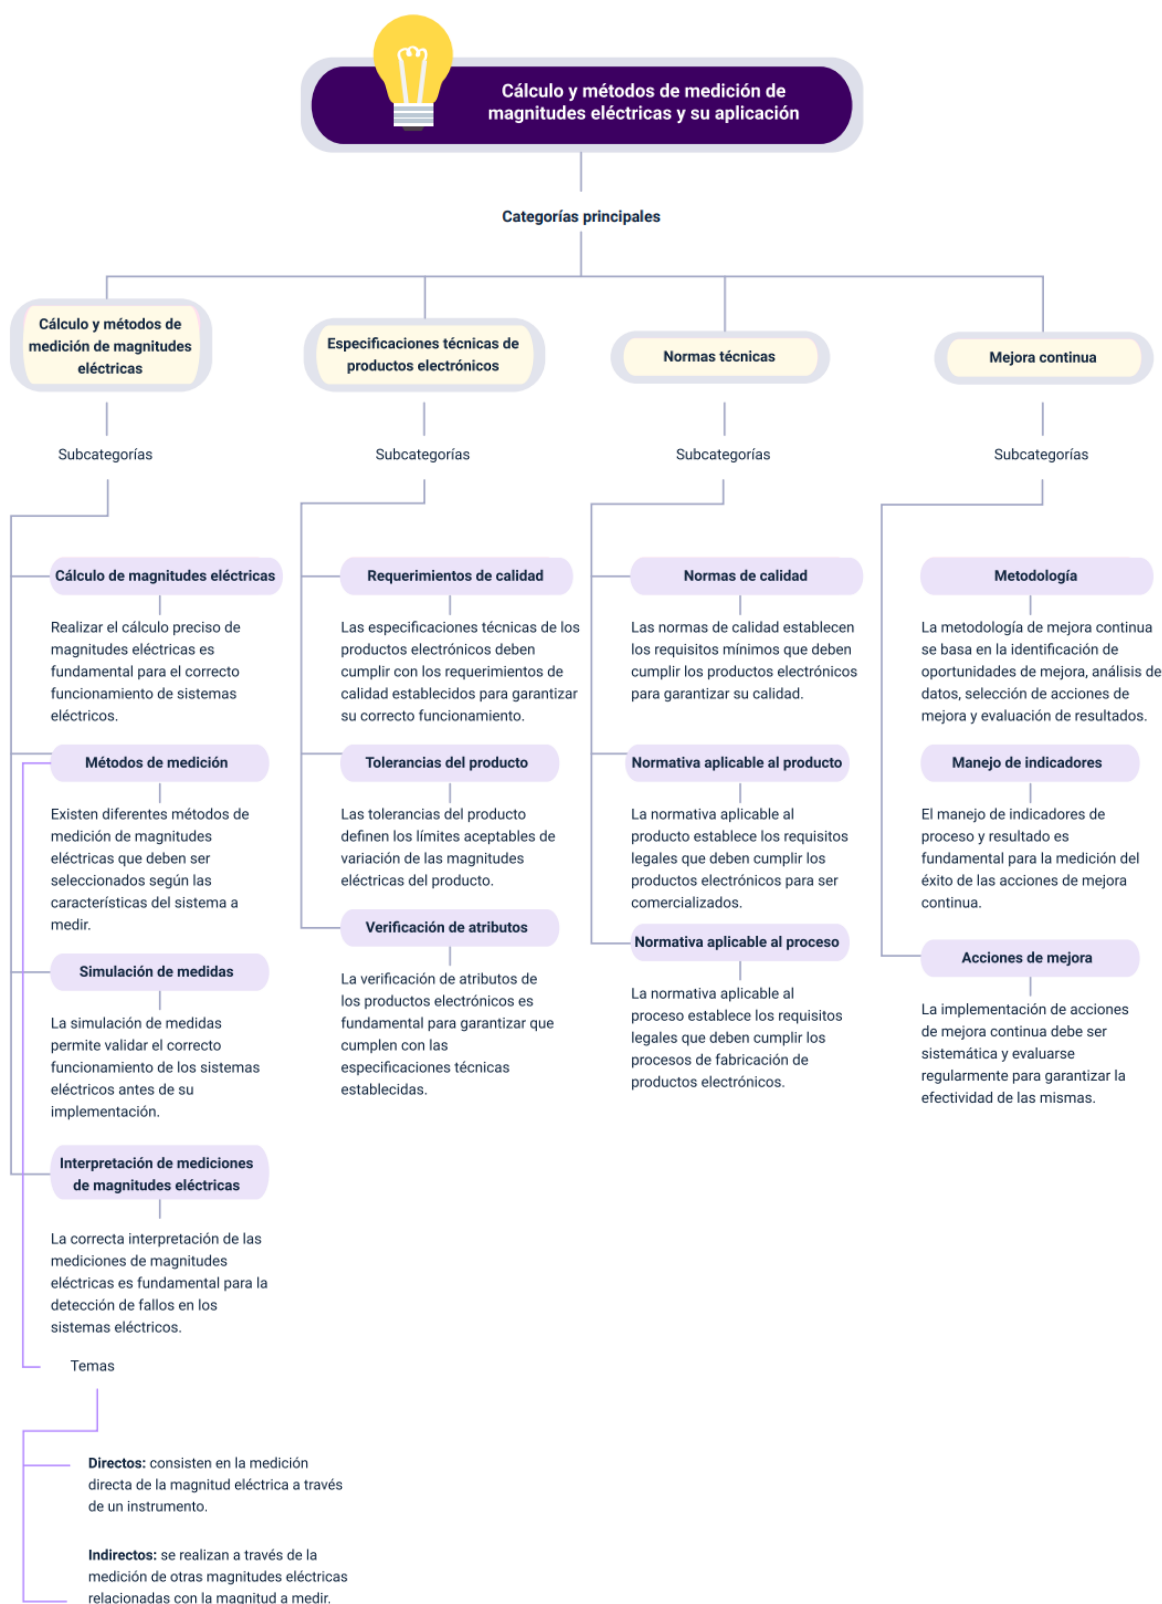 Cálculo y métodos de medición de
magnitudes eléctricas y su aplicación
Categorías principales
Cálculo y métodos de
medición de magnitudes
eléctricas
Subcategorías
Cálculo de magnitudes eléctricas
Realizar el cálculo preciso de
magnitudes eléctricas es
fundamental para el correcto
funcionamiento de sistemas
eléctricos.
Métodos de medición
Existen diferentes métodos de
medición de magnitudes
eléctricas que deben ser
seleccionados según las
características del sistema a
medir.
Simulación de medidas
La simulación de medidas
permite validar el correcto
funcionamiento de los sistemas
eléctricos antes de su
implementación.
Interpretación de mediciones
de magnitudes eléctricas
La correcta interpretación de las
mediciones de magnitudes
eléctricas es fundamental para la
detección de fallos en los
sistemas eléctricos.
Temas
Directos: consisten en la medición
directa de la magnitud eléctrica a través
de un instrumento.
Indirectos: se realizan a través de la
medición de otras magnitudes eléctricas
relacionadas con la magnitud a medir.
Especificaciones técnicas de
productos electrónicos
Subcategorías
Requerimientos de calidad
Las especificaciones técnicas de los
productos electrónicos deben
cumplir con los requerimientos de
calidad establecidos para garantizar
su correcto funcionamiento.
Tolerancias del producto
Las tolerancias del producto
definen los límites aceptables de
variación de las magnitudes
eléctricas del producto.
Verificación de atributos
La verificación de atributos de
los productos electrónicos es
fundamental para garantizar que
cumplen con las
especificaciones técnicas
establecidas.
Normas técnicas
Subcategorías
Normas de calidad
Las normas de calidad establecen
los requisitos mínimos que deben
cumplir los productos electrónicos
para garantizar su calidad.
Normativa aplicable al producto
La normativa aplicable al
producto establece los requisitos
legales que deben cumplir los
productos electrónicos para ser
comercializados.
Normativa aplicable al proceso
La normativa aplicable al
proceso establece los requisitos
legales que deben cumplir los
procesos de fabricación de
productos electrónicos.
Mejora continua
Subcategorías
Metodología
La metodología de mejora continua
se basa en la identificación de
oportunidades de mejora, análisis de
datos, selección de acciones de
mejora y evaluación de resultados.
Manejo de indicadores
El manejo de indicadores de
proceso y resultado es
fundamental para la medición del
éxito de las acciones de mejora
continua.
Acciones de mejora
La implementación de acciones
de mejora continua debe ser
sistemática y evaluarse
regularmente para garantizar la
efectividad de las mismas.